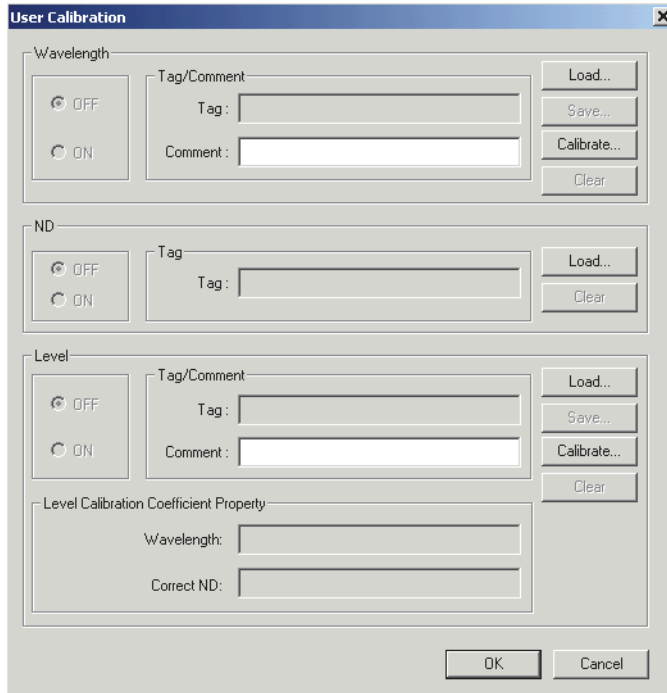 User Calibration
Wavelength
OFF
ON
Tag/Comment
Tag :
Comment :
Load...
Save...
Calibrate...
Clear
ND
OFF
ON
Tag
Tag :
Load...
Clear
Level
OFF
ON
Tag/Comment
Tag :
Comment :
Load...
Save...
Calibrate...
Clear
Level Calibration Coefficient Property
Wavelength:
Correct ND:
OK
Cancel